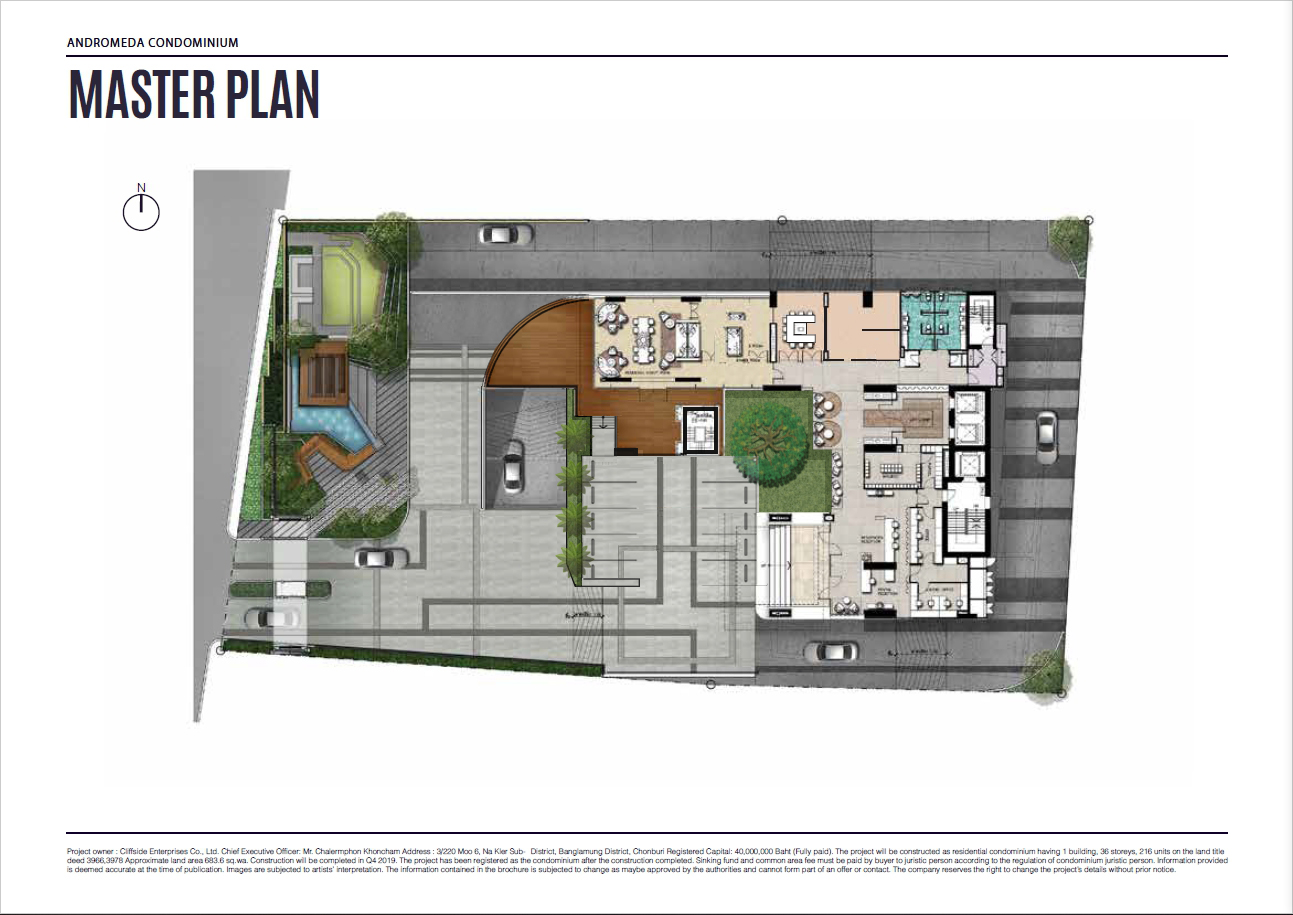 ANDROMEDA CONDOMINIUM
MASTER PLAN
N
OFFICE
Project owner : Cliffside Enterprises Co., Ltd. Chief Executive Officer: Mr. Chalermphon Khoncham Address : 3/220 Moo 6, Na Kler Sub- District, Banglamung District, Chonburi Registered Capital: 40,000,000 Baht (Fully paid). The project will be constructed as residential condominium having 1 building, 36 storeys, 216 units on the land title
deed 3966,3978 Approximate land area 683.6 sq.wa. Construction will be completed in Q4 2019. The project has been registered as the condominium after the construction completed. Sinking fund and common area fee must be paid by buyer to juristic person according to the regulation of condominium juristic person. Information provided
is deemed accurate at the time of publication. Images are subjected to artists' interpretation. The information contained in the brochure is subjected to change as maybe approved by the authorities and cannot form part of an offer or contact. The company reserves the right to change the project's details without prior notice.